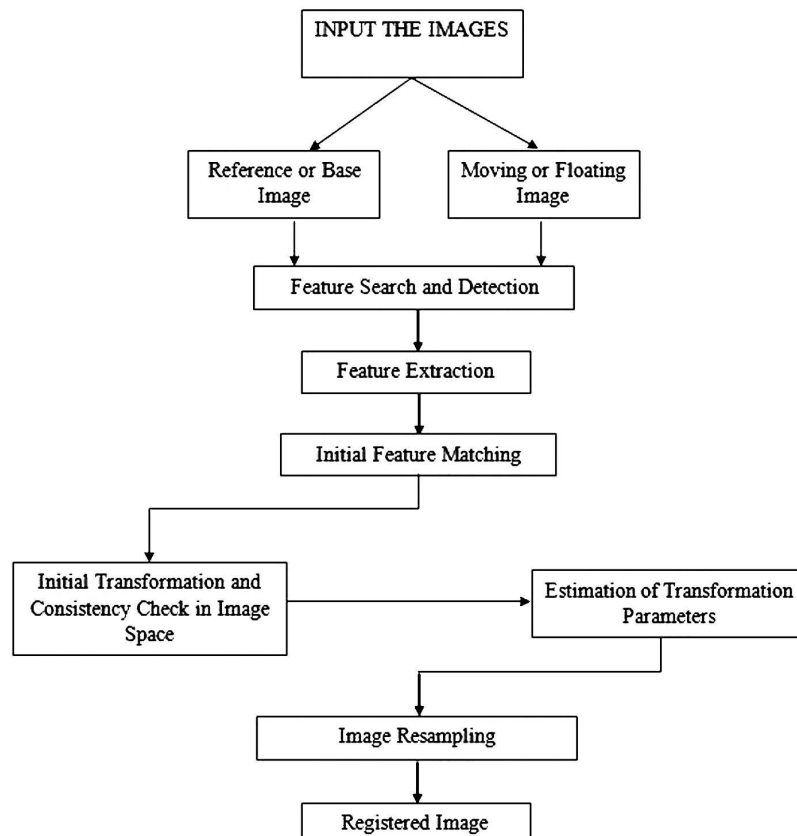 INPUT THE IMAGES
Reference or Base
Image
Moving or Floating
Image
Feature Search and Detection
Feature Extraction
Initial Feature Matching
Initial Transformation and
Consistency Check in Image
Space
Estimation of Transformation
Parameters
Image Resampling
Registered Image